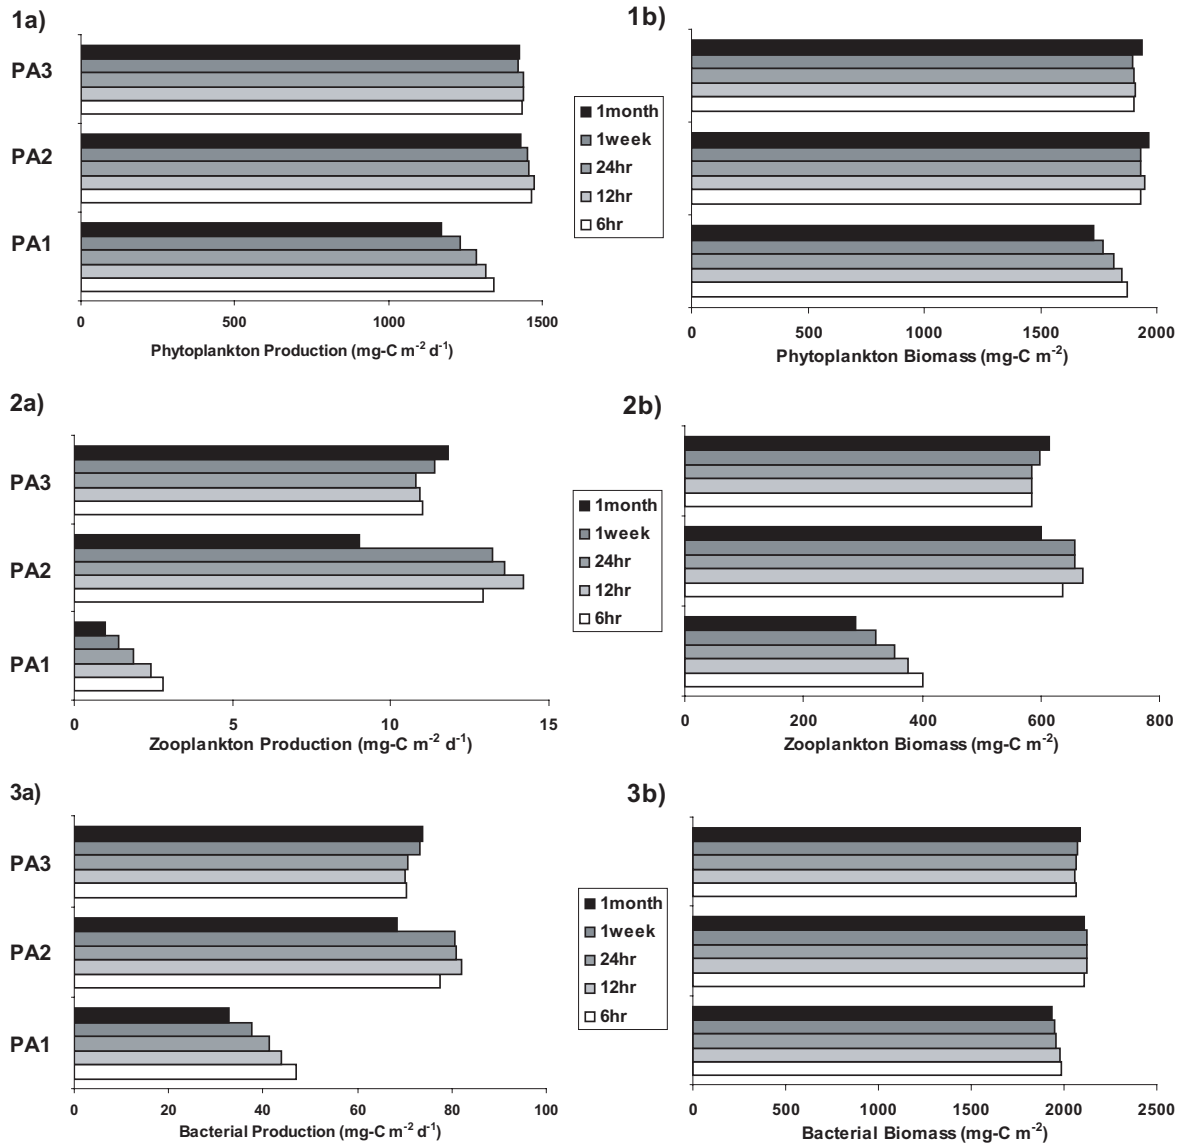 1a)
PA3
PA2
PA1
0 500 1000 1500
Phytoplankton Production (mg-C m⁻² d⁻¹)
1b)
1month
1week
24hr
12hr
6hr
0 500 1000 1500 2000
Phytoplankton Biomass (mg-C m⁻²)
2a)
PA3
PA2
PA1
0 5 10 15
Zooplankton Production (mg-C m⁻² d⁻¹)
2b)
1month
1week
24hr
12hr
6hr
0 200 400 600 800
Zooplankton Biomass (mg-C m⁻²)
3a)
PA3
PA2
PA1
0 20 40 60 80 100
Bacterial Production (mg-C m⁻² d⁻¹)
3b)
1month
1week
24hr
12hr
6hr
0 500 1000 1500 2000 2500
Bacterial Biomass (mg-C m⁻²)